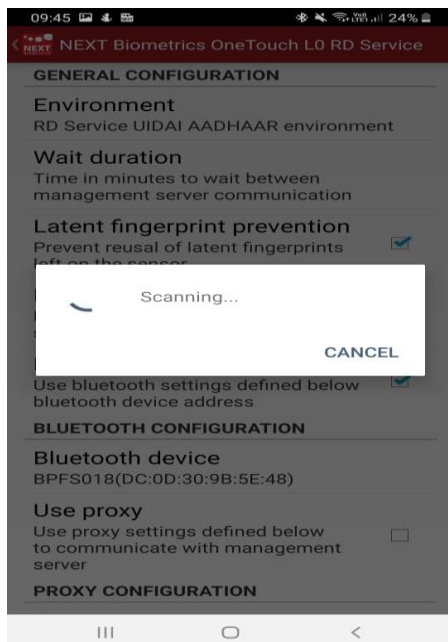 09:45 24%
NEXT NEXT Biometrics OneTouch L0 RD Service
GENERAL CONFIGURATION
Environment
RD Service UIDAI AADHAAR environment
Wait duration
Time in minutes to wait between
management server communication
Latent fingerprint prevention
Prevent reusal of latent fingerprints
left on the sensor
Scanning...
CANCEL
Use bluetooth settings defined below
bluetooth device address
BLUETOOTH CONFIGURATION
Bluetooth device
BPFS018(DC:0D:30:9B:5E:48)
Use proxy
Use proxy settings defined below
to communicate with management
server
PROXY CONFIGURATION